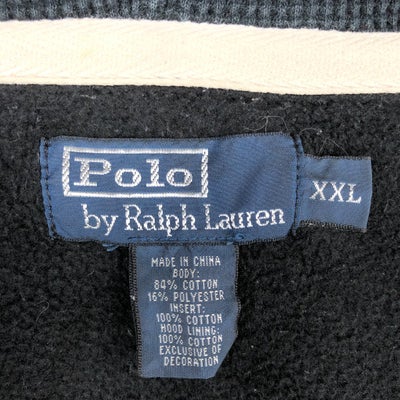 Polo
by Ralph Lauren
XXL
MADE IN CHINA
BODY:
84% COTTON
16% POLYESTER
INSERT:
100% COTTON
HOOD LINING:
100% COTTON
EXCLUSIVE OF
DECORATION